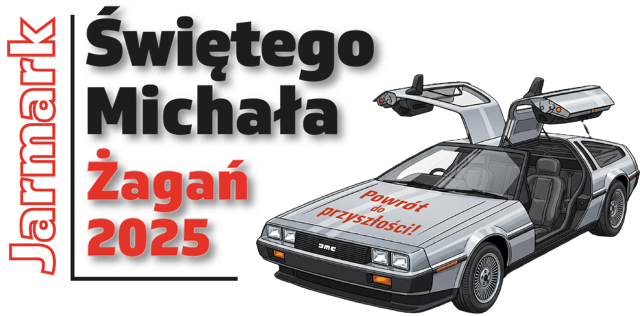 Jarmark
Świętego
Michała
Żagań
2025
Powrót
do
przyszłości!
DMC